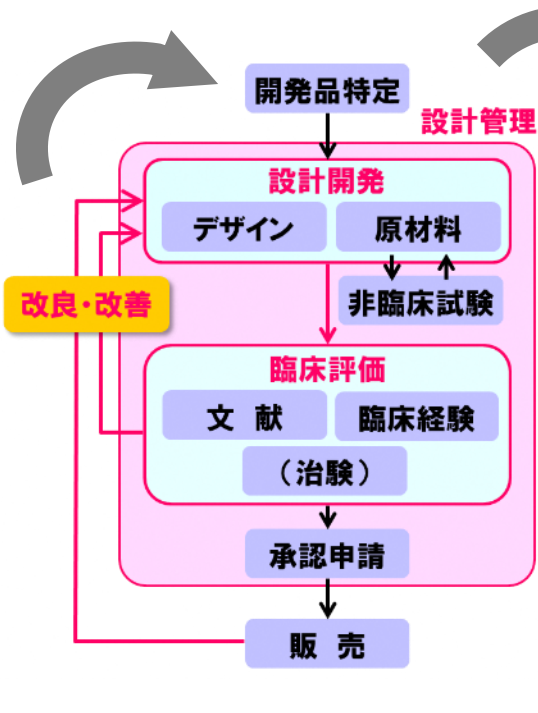 開発品特定
設計管理
設計開発
デザイン
原材料
改良・改善
非臨床試験
臨床評価
文 献
臨床経験
(治験)
承認申請
販 売